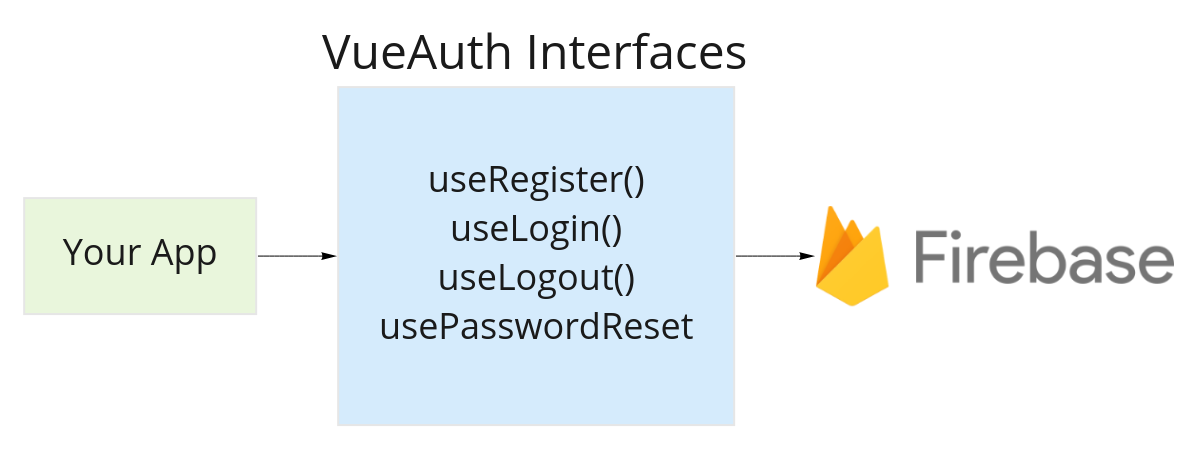 VueAuth Interfaces
Your App
useRegister()
useLogin()
useLogout()
usePasswordReset
Firebase